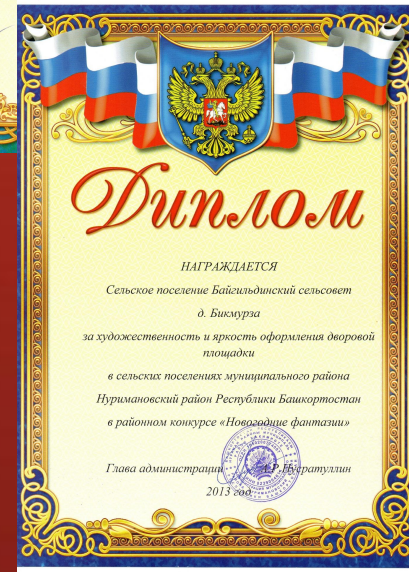 Диплом
НАГРАЖДАЕТСЯ
Сельское поселение Байгильдинский сельсовет
д. Бикмурза
за художественность и яркость оформления дворовой
площадки
в сельских поселениях муниципального района
Нуримановский район Республики Башкортостан
в районном конкурсе «Новогодние фантазии»
Глава администрации Р.Нусратуллин
2013 год